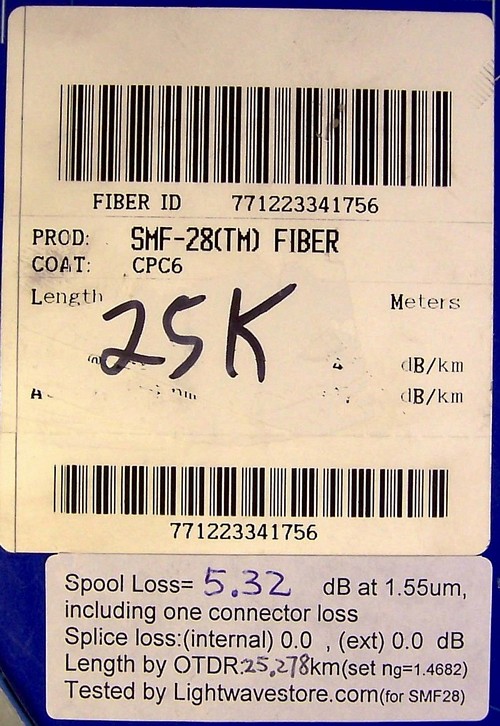 FIBER ID 771223341756
PROD: SMF-28(TM) FIBER
COAT: CPC6
Length 25K Meters
dB/km
dB/km
771223341756
Spool Loss= 5.32 dB at 1.55um,
including one connector loss
Splice loss:(internal) 0.0 , (ext) 0.0 dB
Length by OTDR:25,278km(set ng=1.4682)
Tested by Lightwavestore.com(for SMF28)